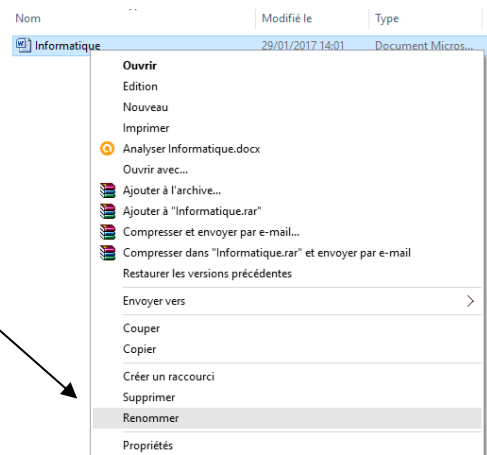 Nom Modifié le Type
Informatique 29/01/2017 14:01 Document Micros...
Ouvrir
Edition
Nouveau
Imprimer
Analyser Informatique.docx
Ouvrir avec...
Ajouter à l'archive...
Ajouter à "Informatique.rar"
Compresser et envoyer par e-mail...
Compresser dans "Informatique.rar" et envoyer par e-mail
Restaurer les versions précédentes
Envoyer vers
Couper
Copier
Créer un raccourci
Supprimer
Renommer
Propriétés